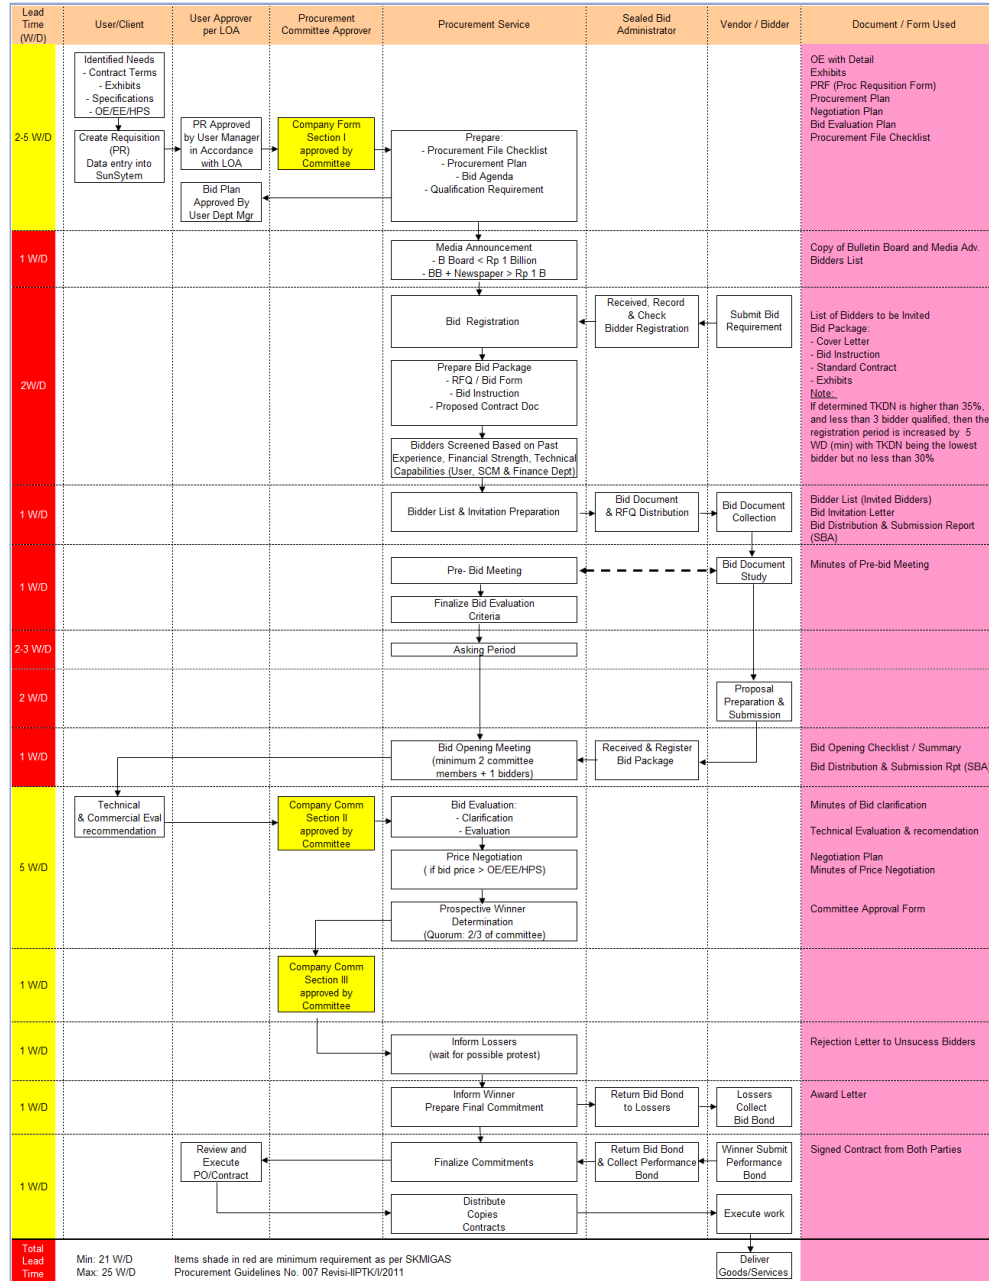 Lead
Time
(W/D)
User/Client
User Approver
per LOA
Procurement
Committee Approver
Procurement Service
Sealed Bid
Administrator
Vendor / Bidder
Document / Form Used
2-5 W/D
Identified Needs
- Contract Terms
- Exhibits
- Specifications
- OE/EE/HPS
Create Requisition
(PR)
Data entry into
SunSytem
PR Approved
by User Manager
in Accordance
with LOA
Company Form
Section I
approved by
Committee
Prepare:
- Procurement File Checklist
- Procurement Plan
- Bid Agenda
- Qualification Requirement
Bid Plan
Approved By
User Dept Mgr
OE with Detail
Exhibits
PRF (Proc Requsition Form)
Procurement Plan
Negotiation Plan
Bid Evaluation Plan
Procurement File Checklist
1 W/D
Media Announcement
- B Board < Rp 1 Billion
- BB + Newspaper > Rp 1 B
Copy of Bulletin Board and Media Adv.
Bidders List
2W/D
Bid Registration
Received, Record
& Check
Bidder Registration
Submit Bid
Requirement
Prepare Bid Package
- RFQ / Bid Form
- Bid Instruction
- Proposed Contract Doc
Bidders Screened Based on Past
Experience, Financial Strength, Technical
Capabilities (User, SCM & Finance Dept)
List of Bidders to be Invited
Bid Package:
- Cover Letter
- Bid Instruction
- Standard Contract
- Exhibits
Note:
If determined TKDN is higher than 35%,
and less than 3 bidder qualified, then the
registration period is increased by 5
WD (min) with TKDN being the lowest
bidder but no less than 30%
1 W/D
Bidder List & Invitation Preparation
Bid Document
& RFQ Distribution
Bid Document
Collection
Bidder List (Invited Bidders)
Bid Invitation Letter
Bid Distribution & Submission Report
(SBA)
1 W/D
Pre- Bid Meeting
Bid Document
Study
Finalize Bid Evaluation
Criteria
Minutes of Pre-bid Meeting
2-3 W/D
Asking Period
2 W/D
Proposal
Preparation &
Submission
1 W/D
Bid Opening Meeting
(minimum 2 committee
members + 1 bidders)
Received & Register
Bid Package
Bid Opening Checklist / Summary
Bid Distribution & Submission Rpt (SBA)
5 W/D
Technical
& Commercial Eval
recommendation
Company Comm
Section II
approved by
Committee
Bid Evaluation:
- Clarification
- Evaluation
Price Negotiation
( if bid price > OE/EE/HPS)
Prospective Winner
Determination
(Quorum: 2/3 of committee)
Minutes of Bid clarification
Technical Evaluation & recomendation
Negotiation Plan
Minutes of Price Negotiation
Committee Approval Form
1 W/D
Company Comm
Section III
approved by
Committee
1 W/D
Inform Lossers
(wait for possible protest)
Rejection Letter to Unsucess Bidders
1 W/D
Inform Winner
Prepare Final Commitment
Return Bid Bond
to Lossers
Lossers
Collect
Bid Bond
Award Letter
1 W/D
Review and
Execute
PO/Contract
Finalize Commitments
Return Bid Bond
& Collect Performance
Bond
Winner Submit
Performance
Bond
Distribute
Copies
Contracts
Execute work
Signed Contract from Both Parties
Total
Lead
Time
Min: 21 W/D
Max: 25 W/D
Items shade in red are minimum requirement as per SKMIGAS
Procurement Guidelines No. 007 Revisi-IIPTK/I/2011
Deliver
Goods/Services